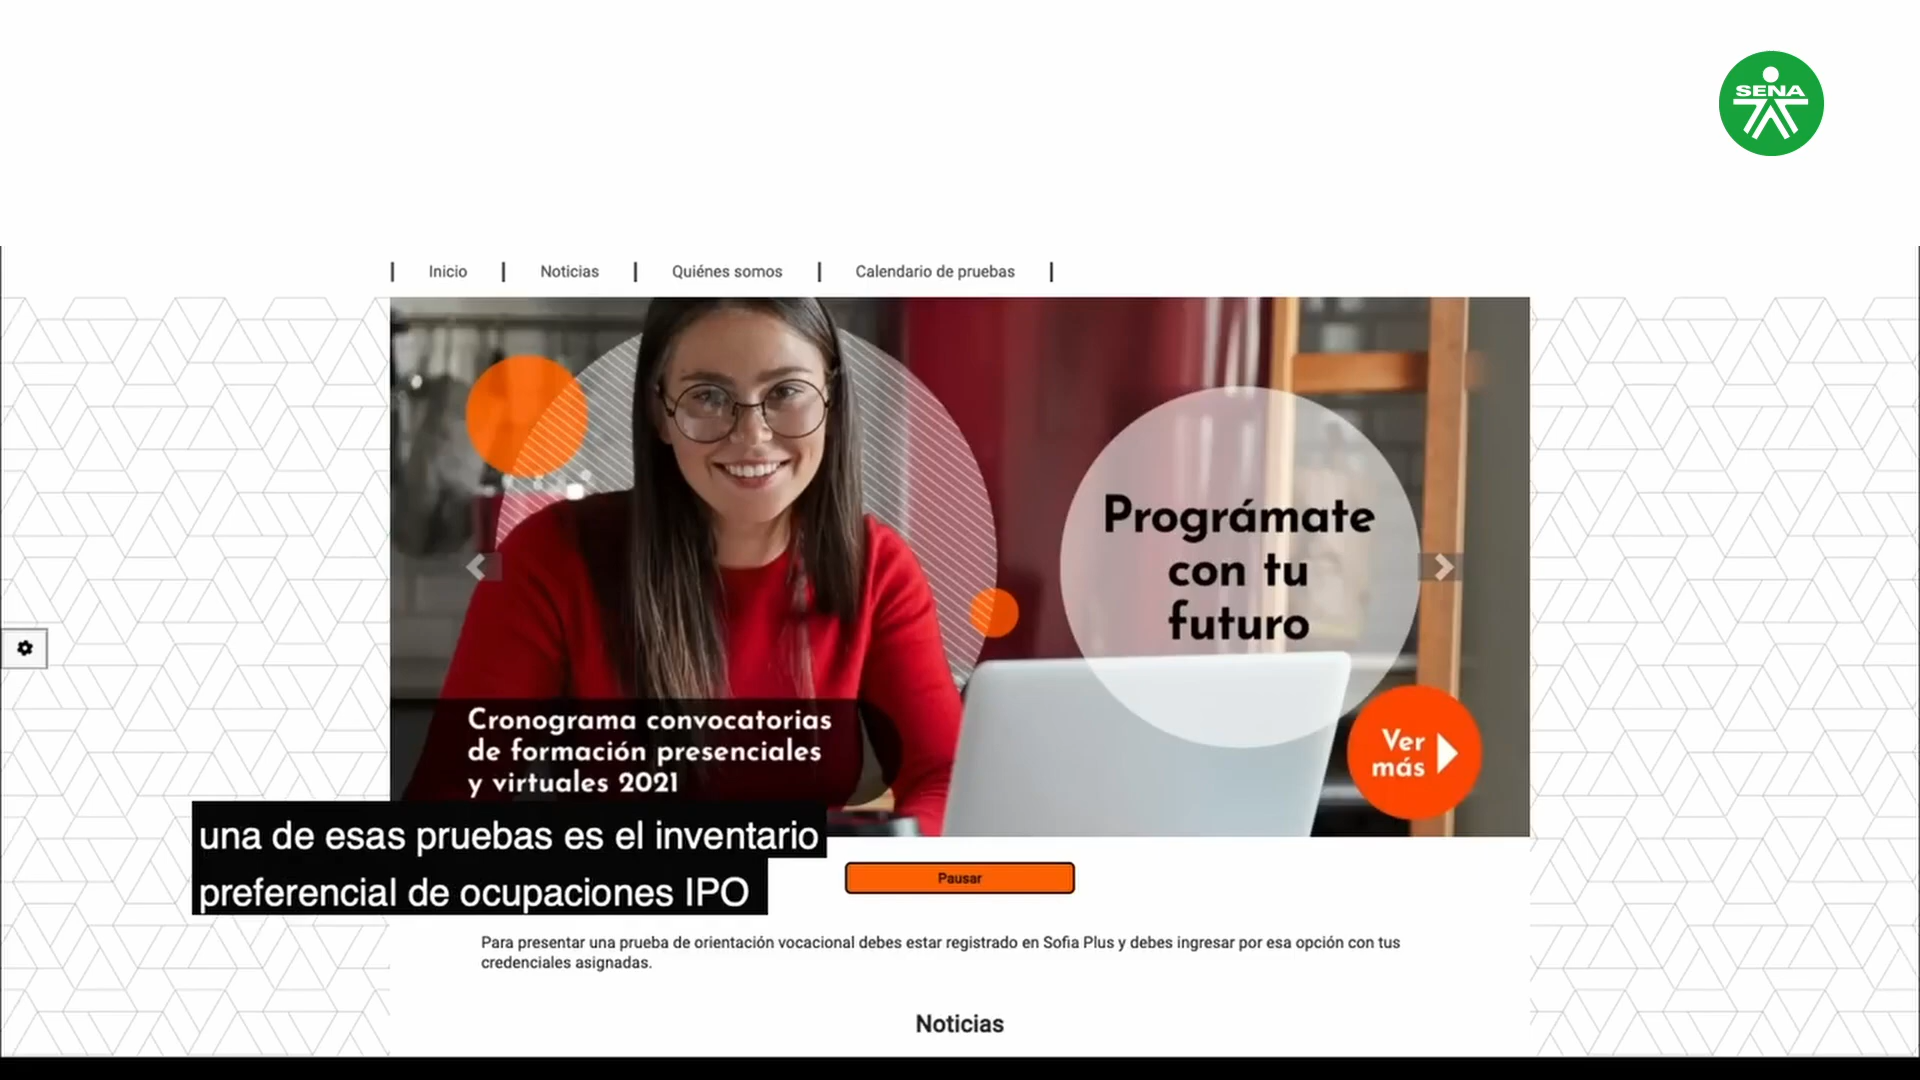 SENA
Inicio
Noticias
Quiénes somos
Calendario de pruebas
Prográmate
con tu
futuro
Cronograma convocatorias
de formación presenciales
y virtuales 2021
Ver
más
una de esas pruebas es el inventario
preferencial de ocupaciones IPO
Pausar
Para presentar una prueba de orientación vocacional debes estar registrado en Sofia Plus y debes ingresar por esa opción con tus
credenciales asignadas.
Noticias